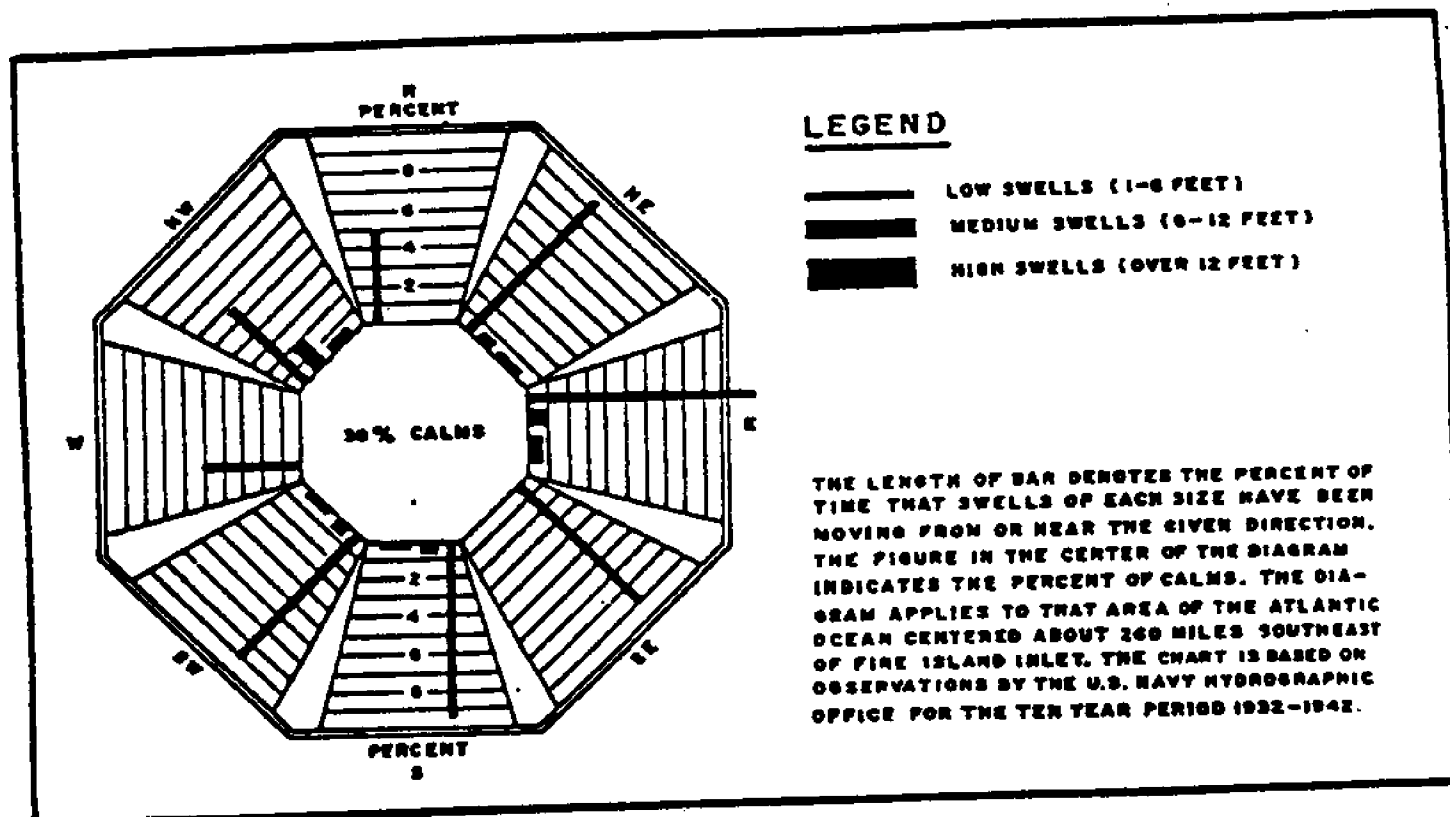 N
PERCENT
8
6
4
2
NW
NE
W
E
30% CALMS
2
4
6
8
SW
SE
PERCENT
S
LEGEND
LOW SWELLS (1-6 FEET)
MEDIUM SWELLS (6-12 FEET)
HIGH SWELLS (OVER 12 FEET)
THE LENGTH OF BAR DENOTES THE PERCENT OF
TIME THAT SWELLS OF EACH SIZE HAVE BEEN
MOVING FROM OR NEAR THE GIVEN DIRECTION.
THE FIGURE IN THE CENTER OF THE DIAGRAM
INDICATES THE PERCENT OF CALMS. THE DIA-
GRAM APPLIES TO THAT AREA OF THE ATLANTIC
OCEAN CENTERED ABOUT 260 MILES SOUTHEAST
OF FIRE ISLAND INLET. THE CHART IS BASED ON
OBSERVATIONS BY THE U.S. NAVY HYDROGRAPHIC
OFFICE FOR THE TEN YEAR PERIOD 1932-1942.